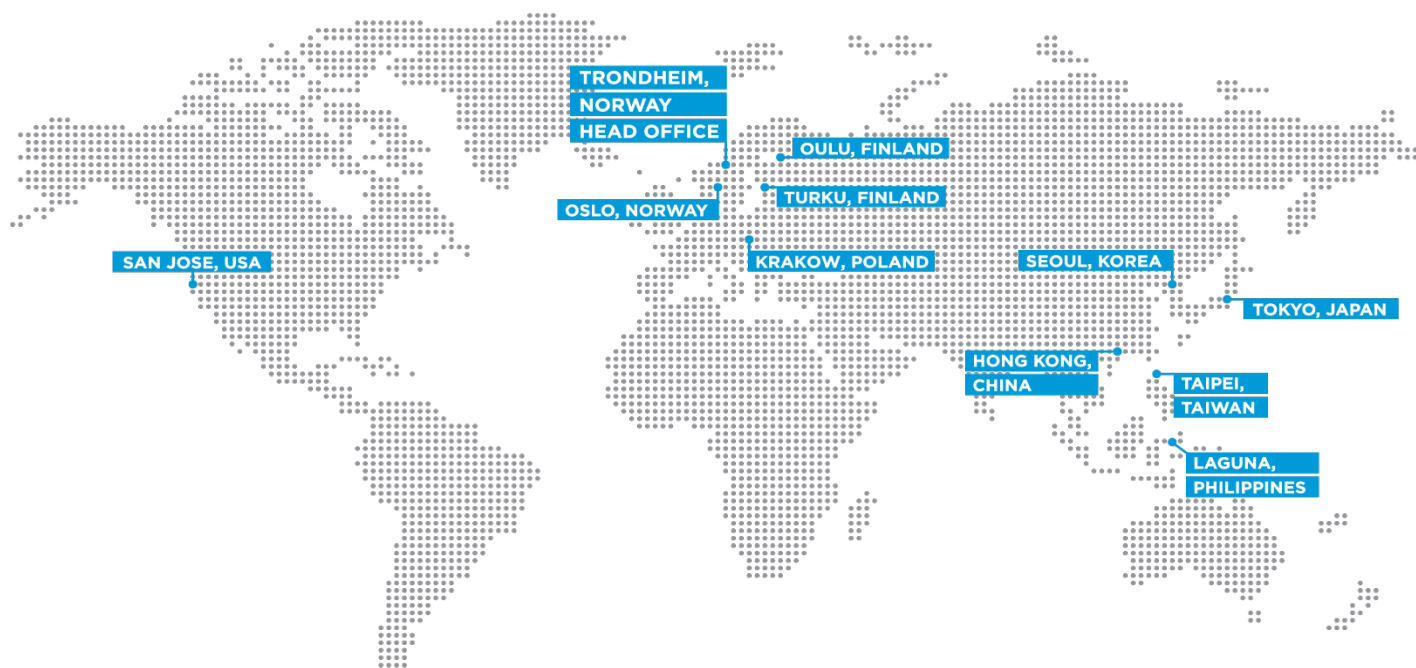 TRONDHEIM,
NORWAY
HEAD OFFICE
OULU, FINLAND
TURKU, FINLAND
OSLO, NORWAY
KRAKOW, POLAND
SAN JOSE, USA
SEOUL, KOREA
TOKYO, JAPAN
HONG KONG,
CHINA
TAIPEI,
TAIWAN
LAGUNA,
PHILIPPINES